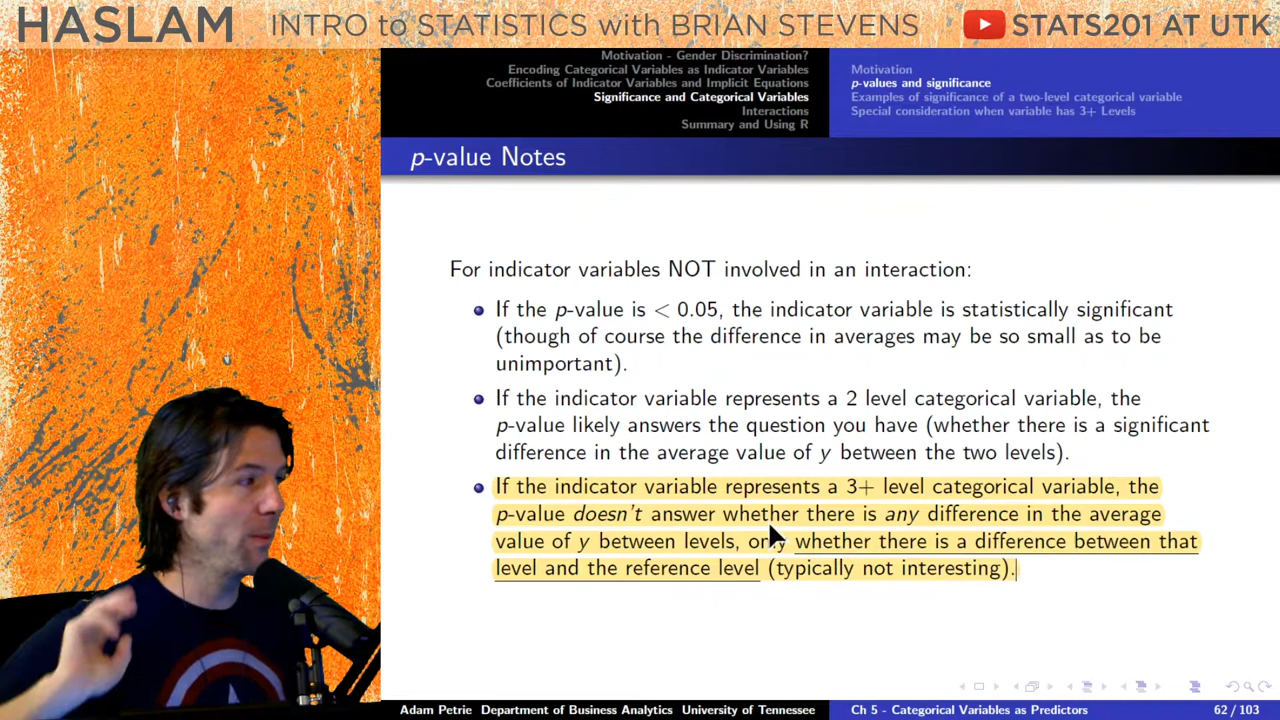 HASLAM INTRO to STATISTICS with BRIAN STEVENS STATS201 AT UTK
Motivation - Gender Discrimination?
Encoding Categorical Variables as Indicator Variables
Coefficients of Indicator Variables and Implicit Equations
Significance and Categorical Variables
Interactions
Summary and Using R
Motivation
p-values and significance
Examples of significance of a two-level categorical variable
Special consideration when variable has 3+ Levels
p-value Notes
For indicator variables NOT involved in an interaction:
If the p-value is < 0.05, the indicator variable is statistically significant
(though of course the difference in averages may be so small as to be
unimportant).
If the indicator variable represents a 2 level categorical variable, the
p-value likely answers the question you have (whether there is a significant
difference in the average value of y between the two levels).
If the indicator variable represents a 3+ level categorical variable, the
p-value doesn't answer whether there is any difference in the average
value of y between levels, only whether there is a difference between that
level and the reference level (typically not interesting).
Adam Petrie Department of Business Analytics University of Tennessee
Ch 5 - Categorical Variables as Predictors
62 / 103